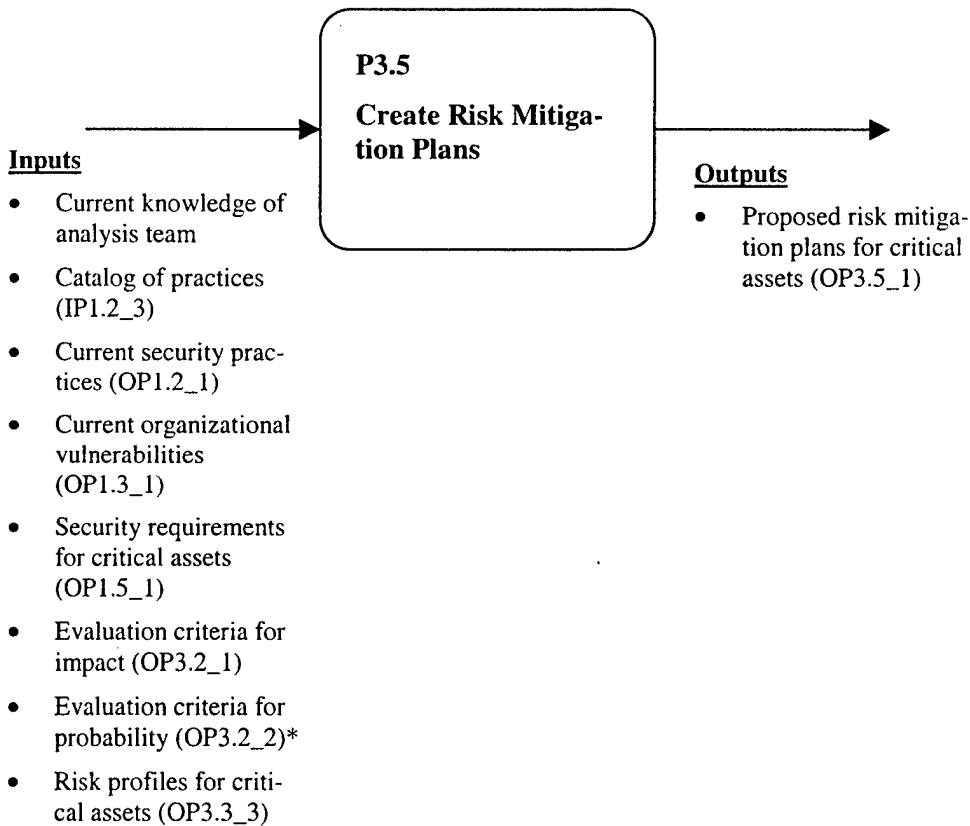 P3.5
Create Risk Mitiga-
tion Plans
Inputs
• Current knowledge of
analysis team
• Catalog of practices
(IP1.2_3)
• Current security prac-
tices (OP1.2_1)
• Current organizational
vulnerabilities
(OP1.3_1)
• Security requirements
for critical assets
(OP1.5_1)
• Evaluation criteria for
impact (OP3.2_1)
• Evaluation criteria for
probability (OP3.2_2)*
• Risk profiles for criti-
cal assets (OP3.3_3)
Outputs
• Proposed risk mitiga-
tion plans for critical
assets (OP3.5_1)